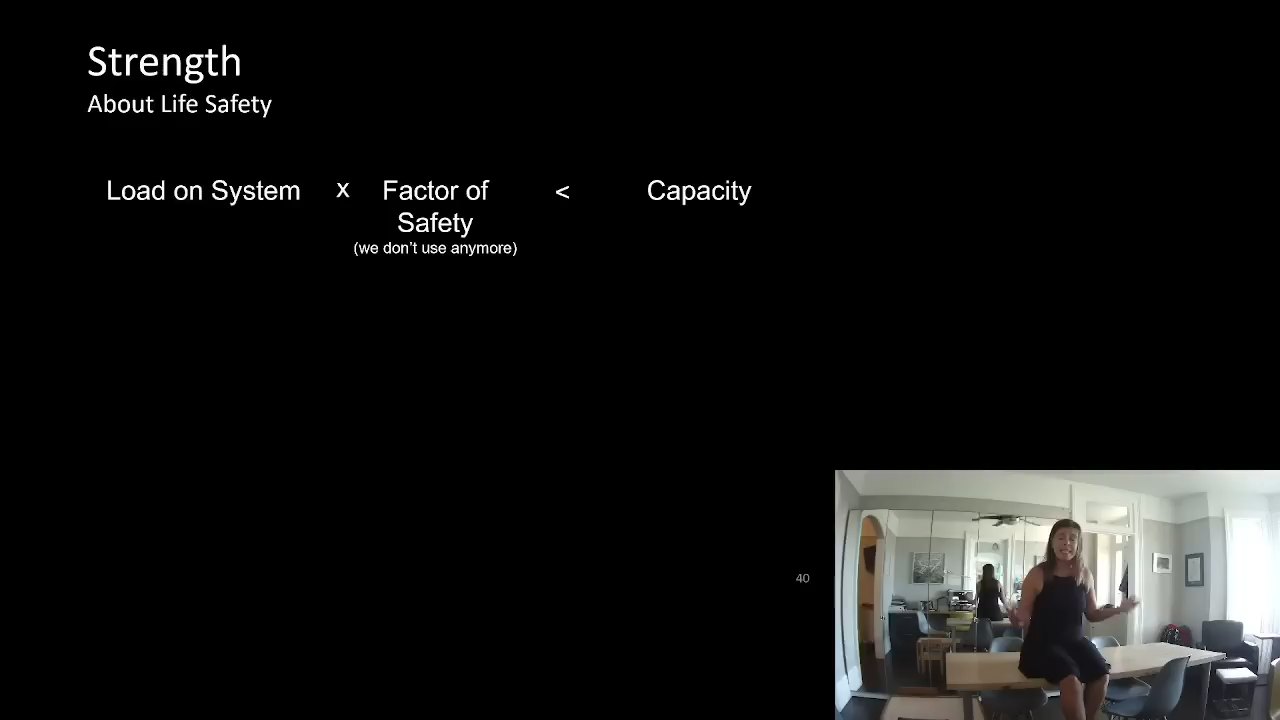 Strength
About Life Safety
Load on System x Factor of < Capacity
Safety
(we don't use anymore)
40